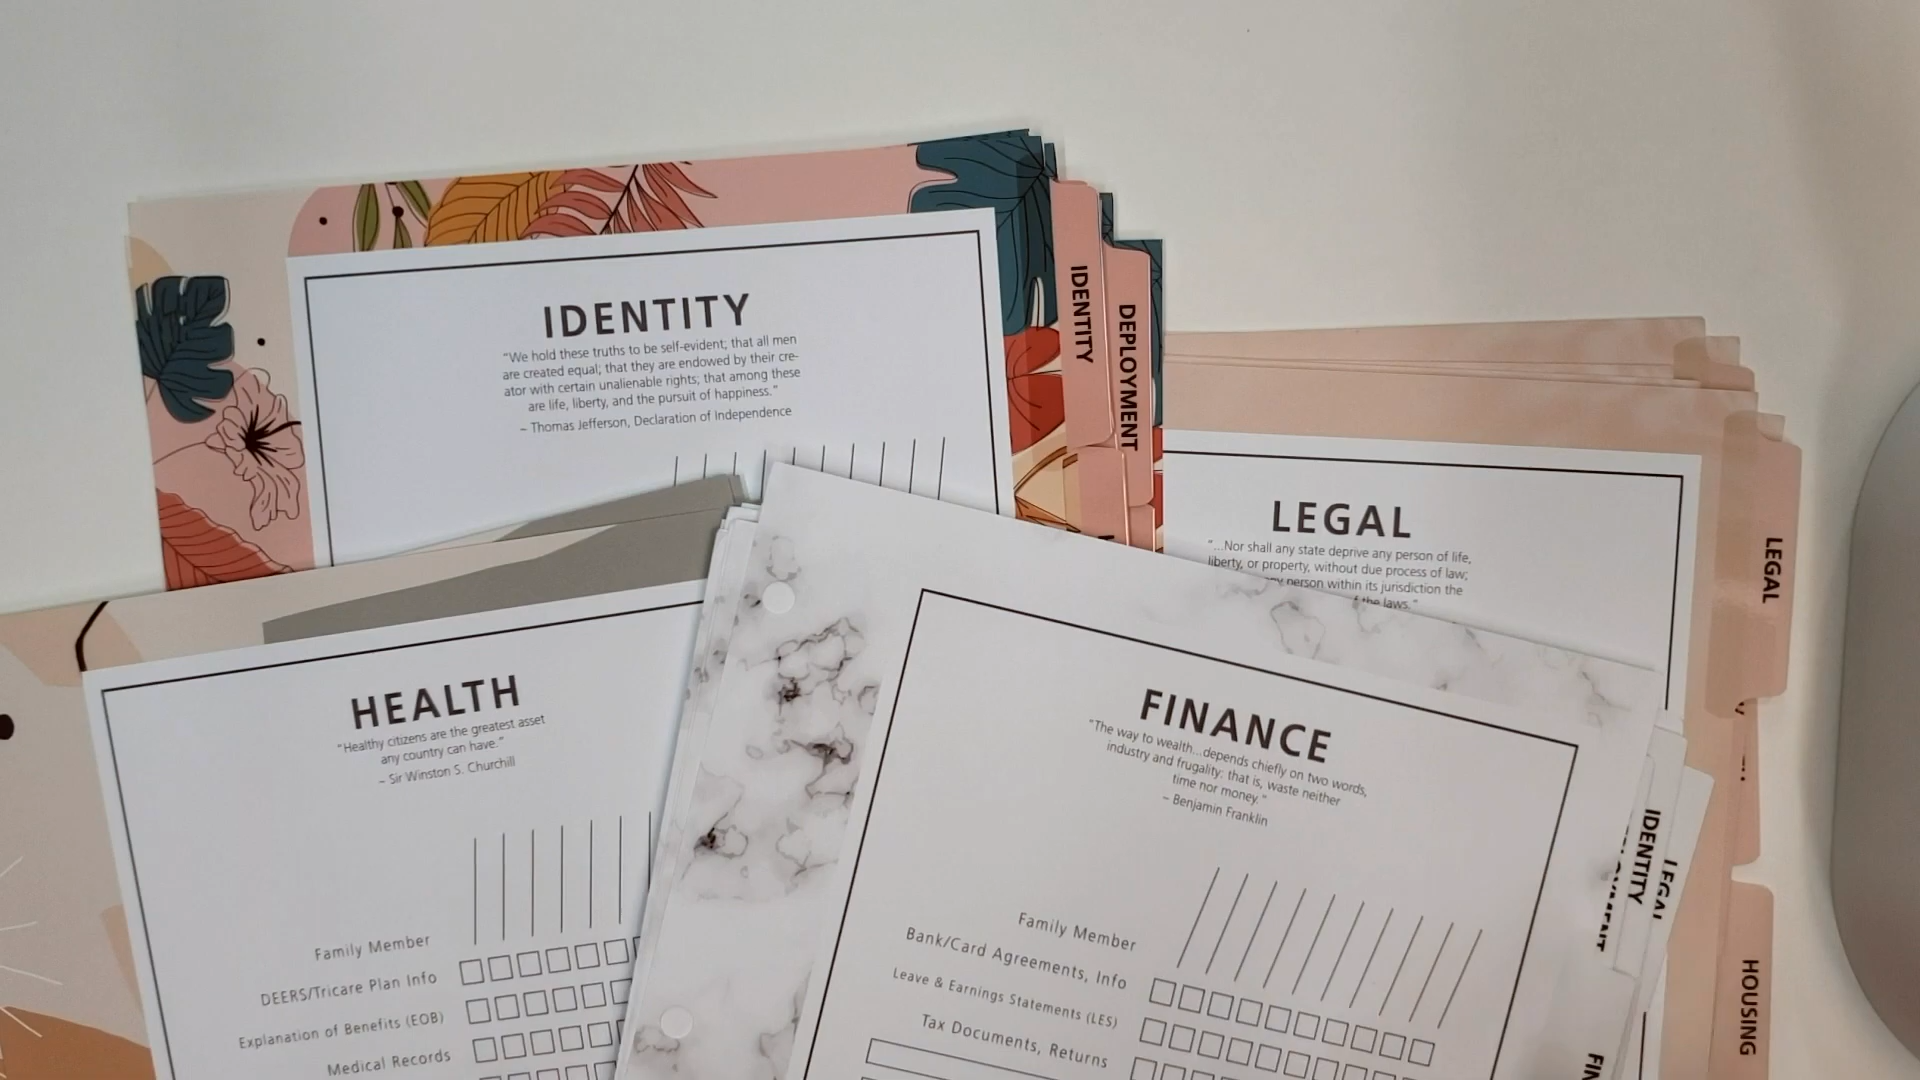 IDENTITY
"We hold these truths to be self-evident; that all men
are created equal; that they are endowed by their cre-
ator with certain unalienable rights; that among these
are life, liberty, and the pursuit of happiness."
~ Thomas Jefferson, Declaration of Independence
IDENTITY
DEPLOYMENT
LEGAL
"...Nor shall any state deprive any person of life,
liberty, or property, without due process of law;
person within its jurisdiction the
the laws."
LEGAL
HOUSING
HEALTH
"Healthy citizens are the greatest asset
any country can have."
~ Sir Winston S. Churchill
Family Member
DEERS/Tricare Plan Info
Explanation of Benefits (EOB)
Medical Records
FINANCE
"The way to wealth...depends chiefly on two words,
industry and frugality: that is, waste neither
time nor money."
~ Benjamin Franklin
Family Member
Bank/Card Agreements, Info
Leave & Earnings Statements (LES)
Tax Documents, Returns
IDENTITY
LEGAL
FIN